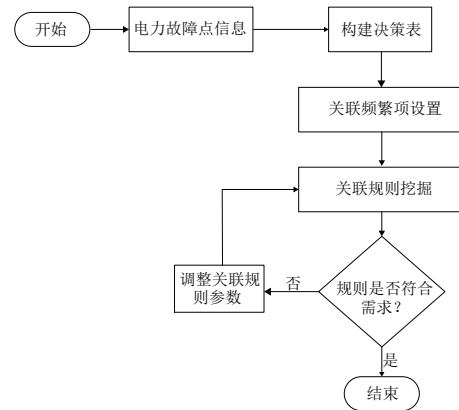 开始
电力故障点信息
构建决策表
关联频繁项设置
关联规则挖掘
调整关联规
则参数
否
规则是否符合
需求？
是
结束